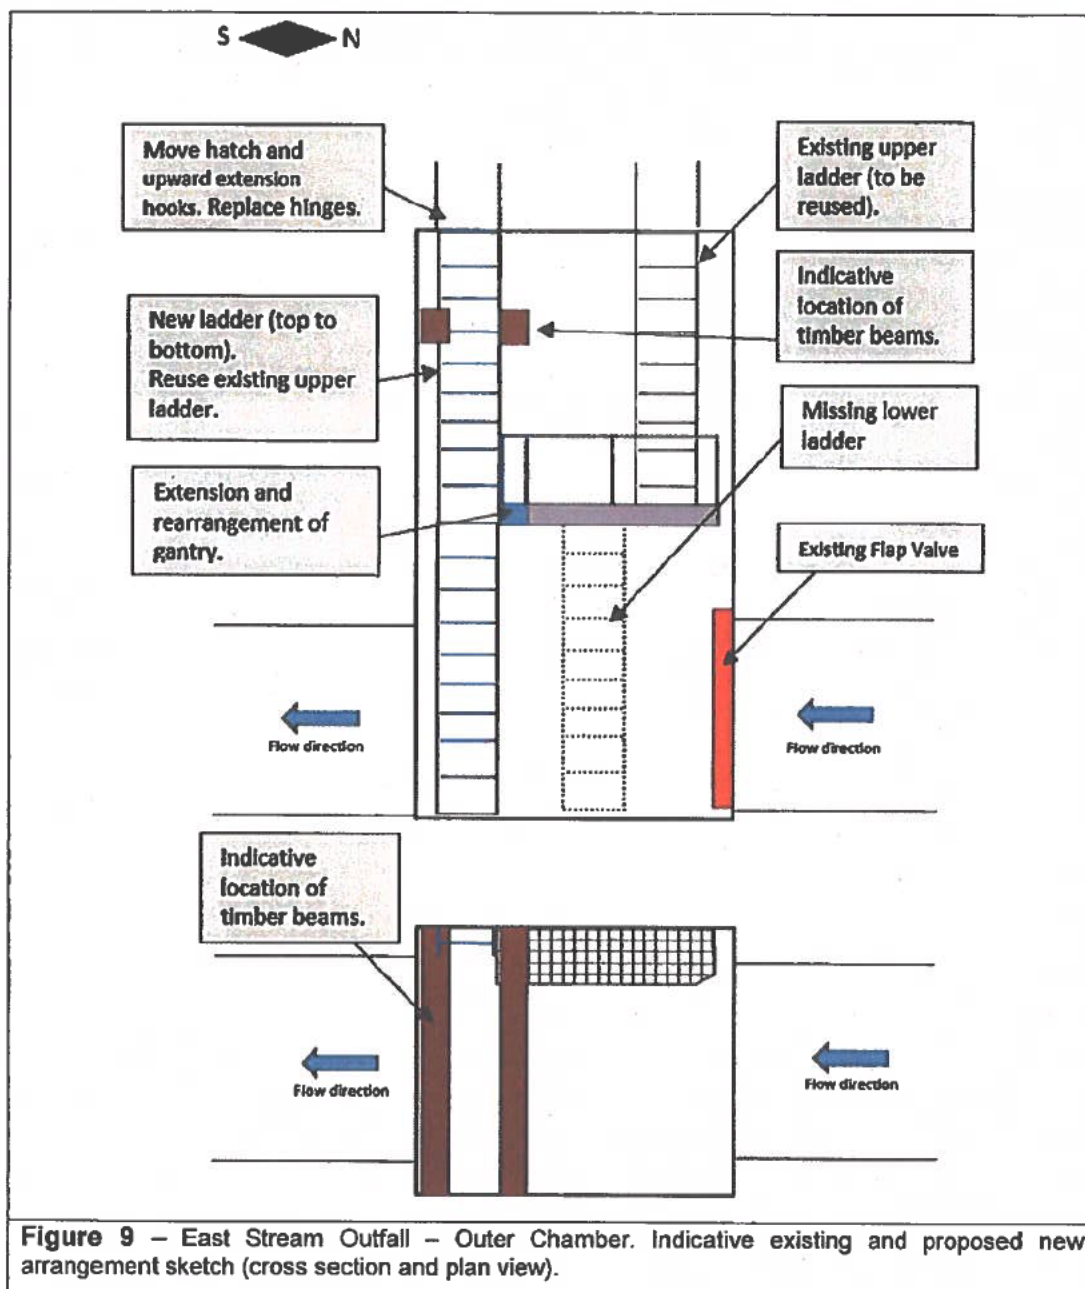 S N
Move hatch and
upward extension
hooks. Replace hinges.
Existing upper
ladder (to be
reused).
Indicative
location of
timber beams.
New ladder (top to
bottom).
Reuse existing upper
ladder.
Missing lower
ladder
Extension and
rearrangement of
gantry.
Existing Flap Valve
Flow direction
Flow direction
Indicative
location of
timber beams.
Flow direction
Flow direction
Figure 9 – East Stream Outfall – Outer Chamber. Indicative existing and proposed new
arrangement sketch (cross section and plan view).